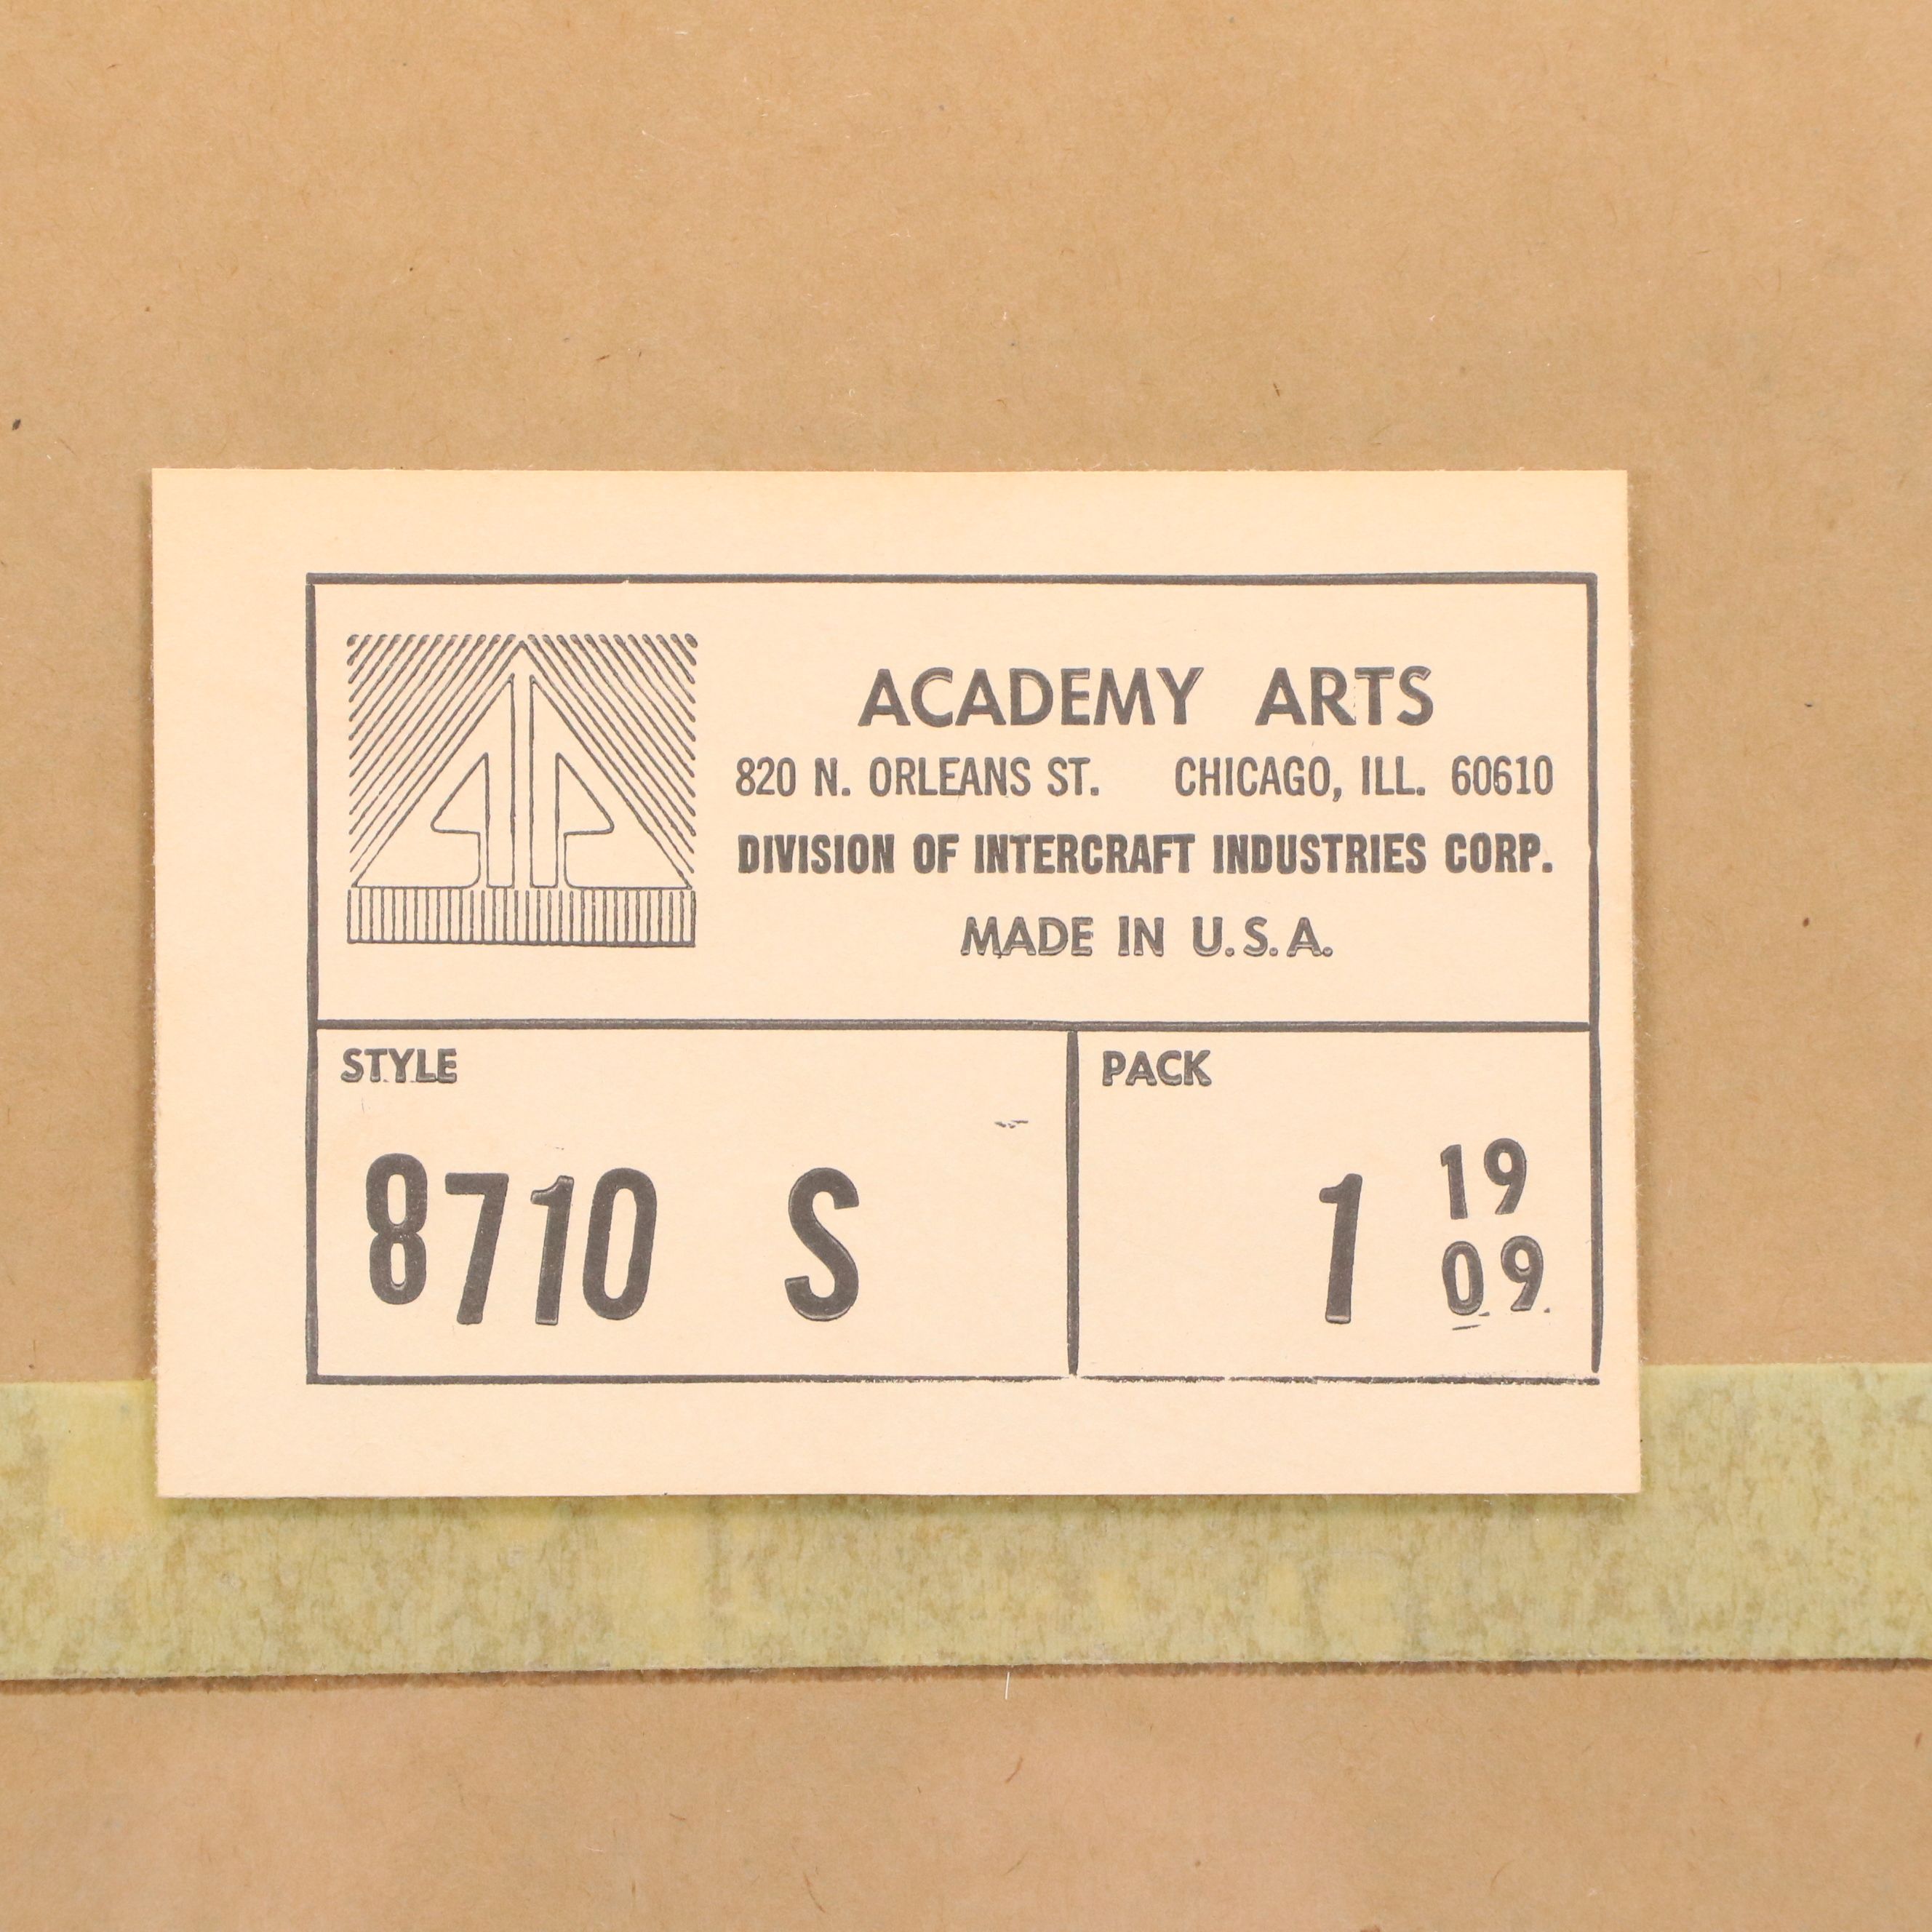 ACADEMY ARTS
820 N. ORLEANS ST. CHICAGO, ILL. 60610
DIVISION OF INTERCRAFT INDUSTRIES CORP.
MADE IN U.S.A.
STYLE
8710 S
PACK
1 19
09